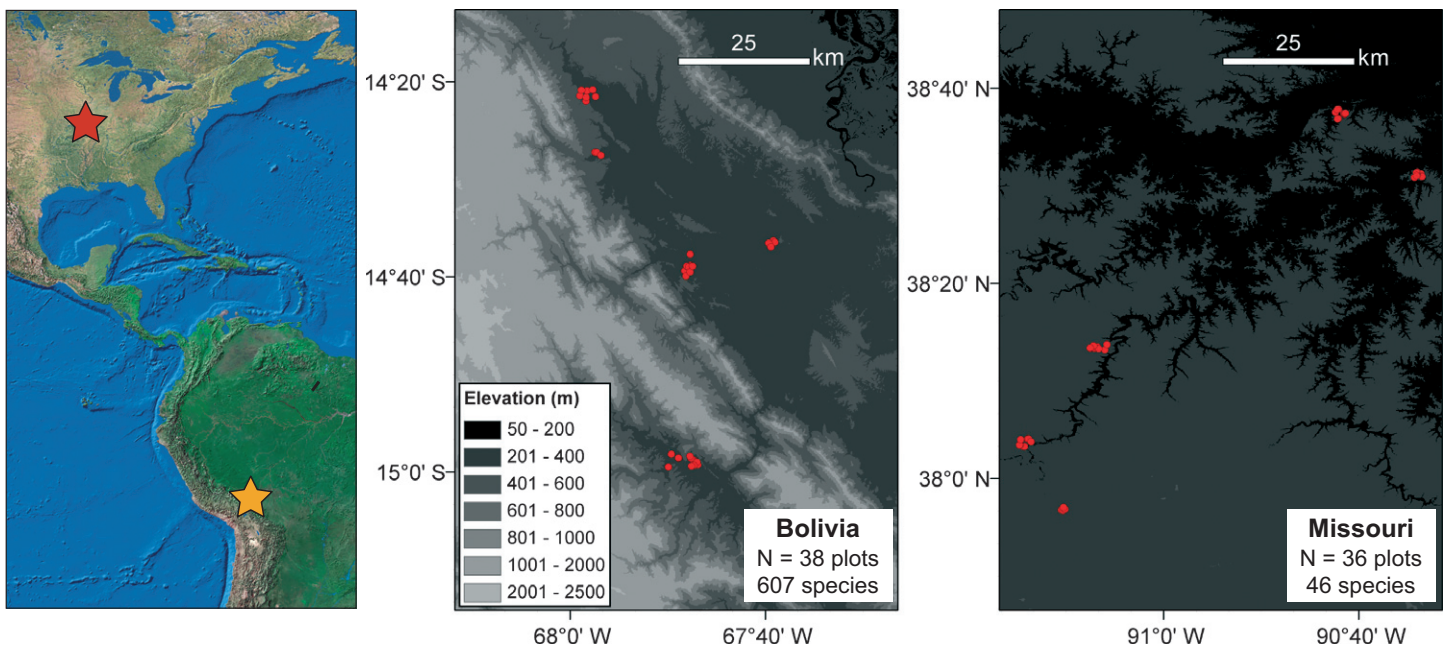 25
km
14°20' S
14°40' S
15°0' S
Elevation (m)
50 - 200
201 - 400
401 - 600
601 - 800
801 - 1000
1001 - 2000
2001 - 2500
Bolivia
N = 38 plots
607 species
68°0' W
67°40' W
25
km
38°40' N
38°20' N
38°0' N
Missouri
N = 36 plots
46 species
91°0' W
90°40' W